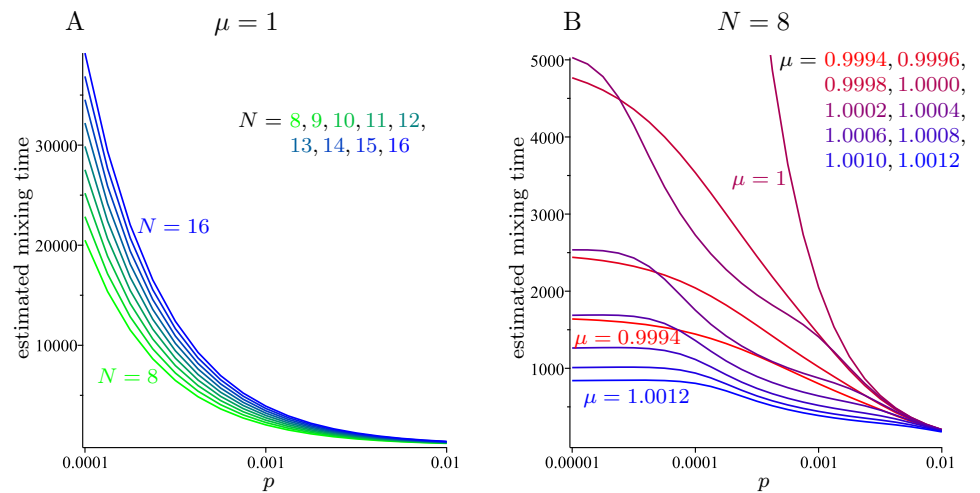 A
μ = 1
estimated mixing time
30000
20000
10000
N = 8, 9, 10, 11, 12,
13, 14, 15, 16
N = 16
N = 8
0.0001
0.001
0.01
p
B
N = 8
estimated mixing time
5000
4000
3000
2000
1000
μ = 0.9994, 0.9996,
0.9998, 1.0000,
1.0002, 1.0004,
1.0006, 1.0008,
1.0010, 1.0012
μ = 1
μ = 0.9994
μ = 1.0012
0.00001
0.0001
0.001
0.01
p